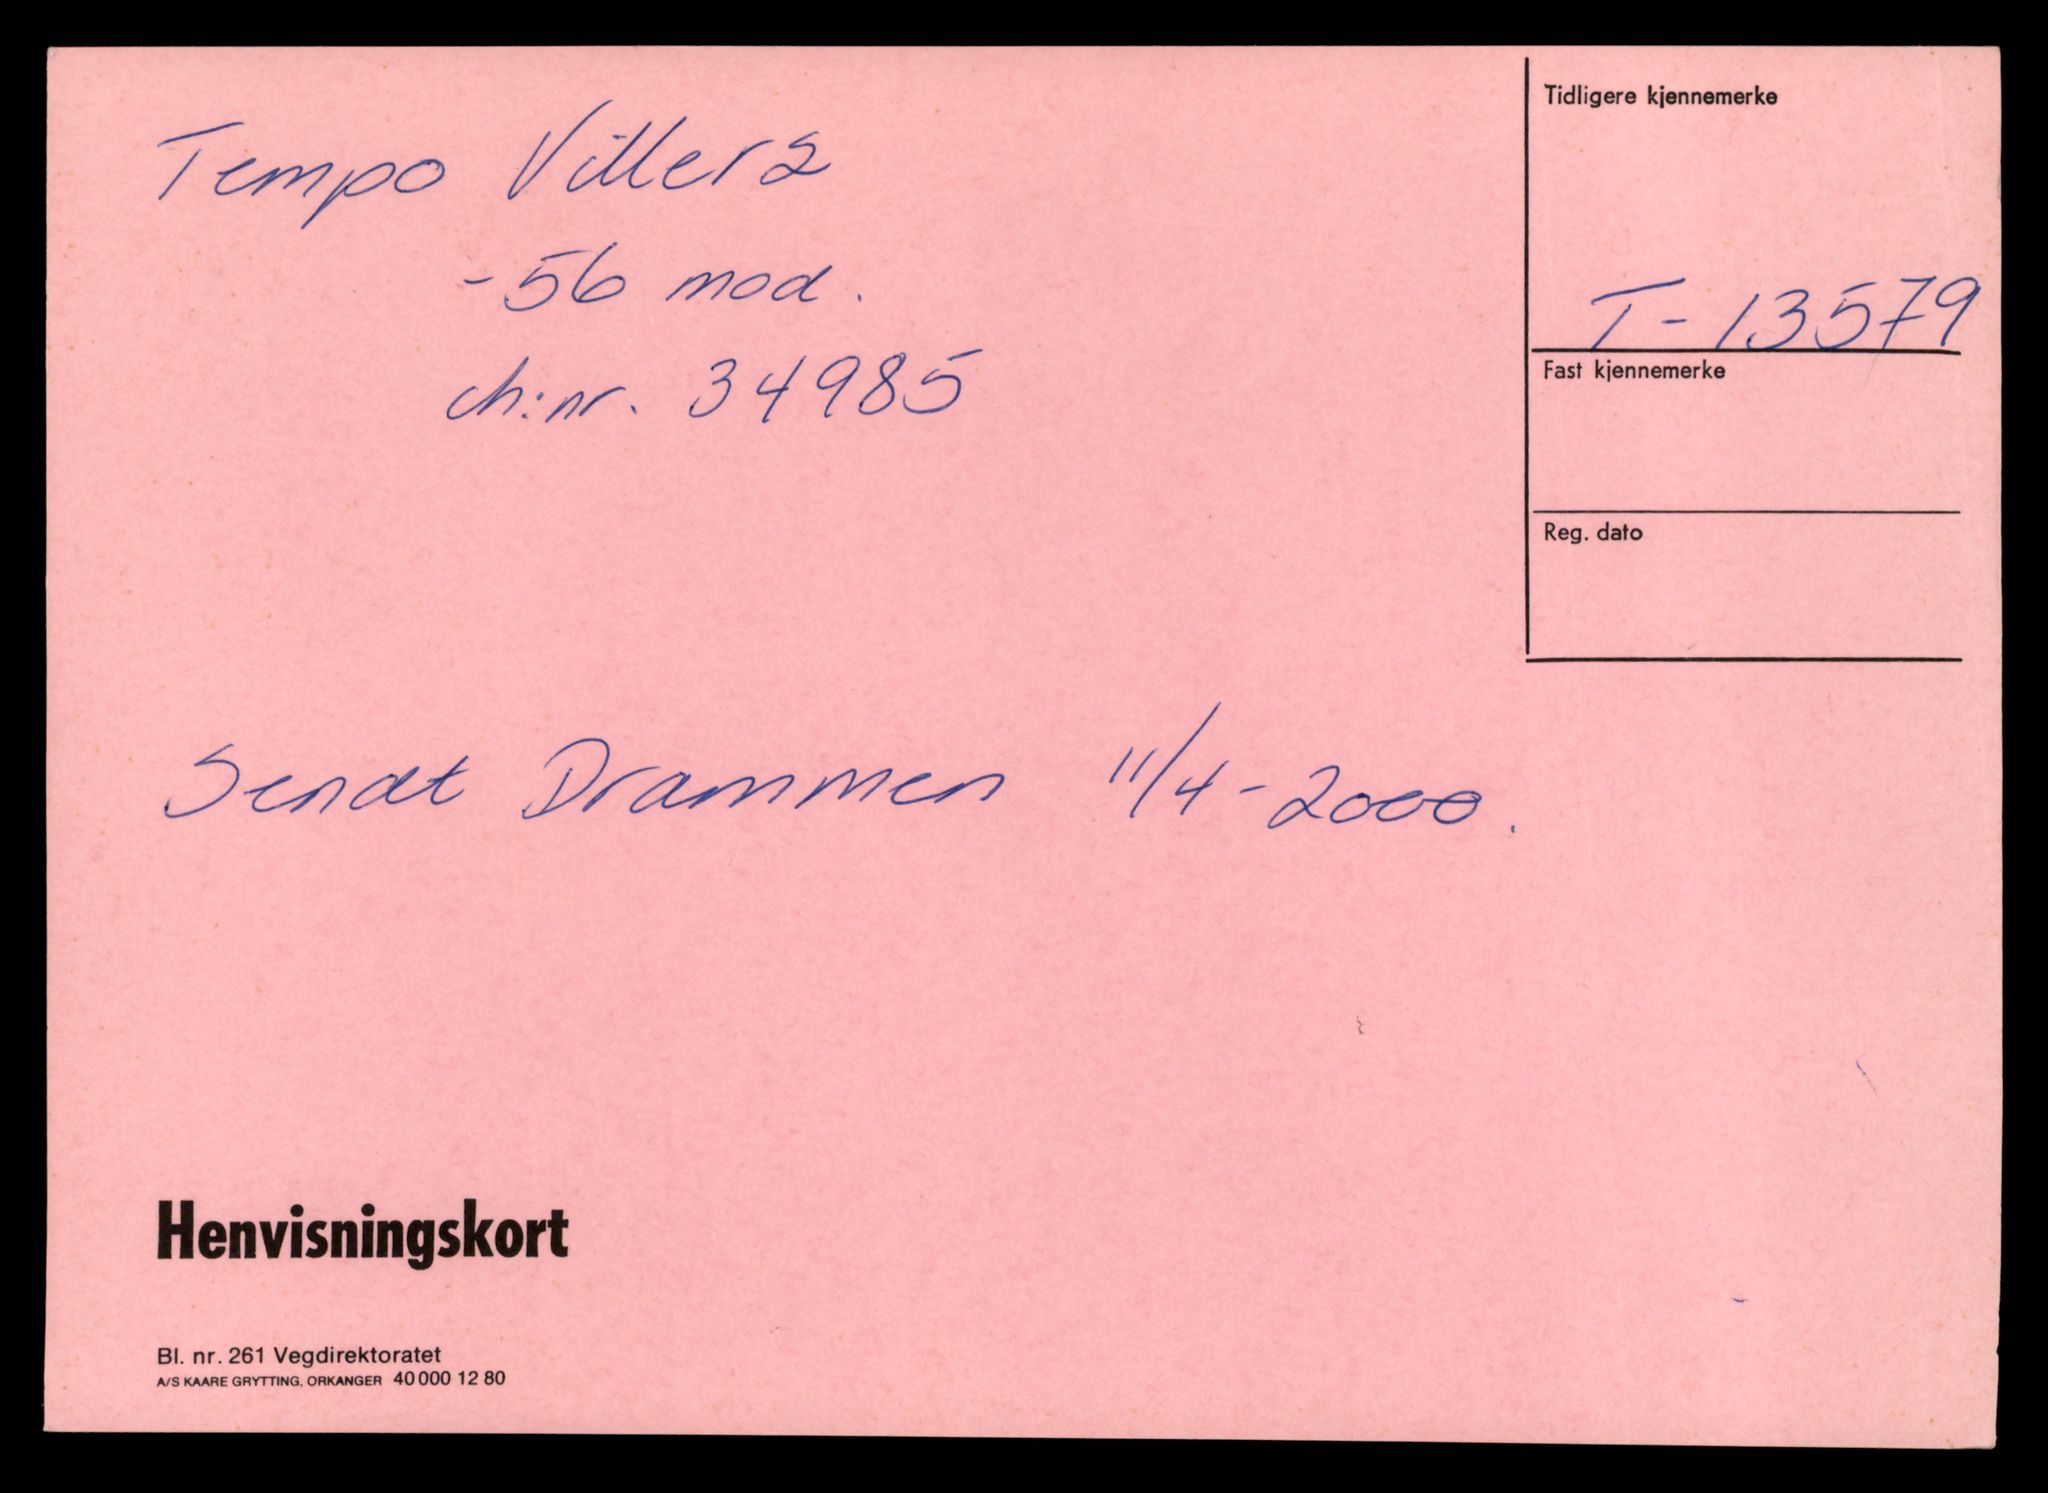 Tempo Villers
-56 mod.
ch:nr. 34985
Tidligere kjennemerke
T-13579
Fast kjennemerke
Reg. dato
Sendt Drammen 11/4-2000.
Henvisningskort
Bl. nr. 261 Vegdirektoratet
A/S KAARE GRYTTING, ORKANGER 40 000 12 80